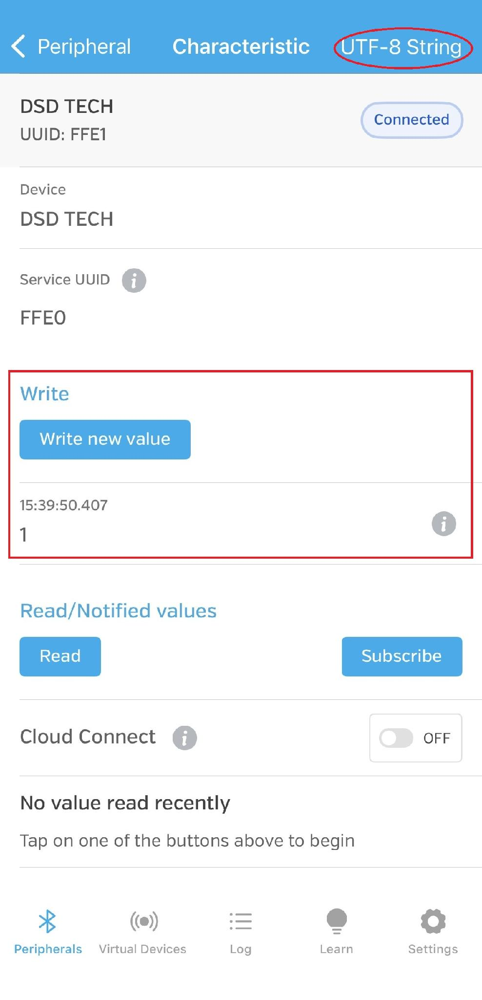 Peripheral Characteristic UTF-8 String
DSD TECH
UUID: FFE1
Connected
Device
DSD TECH
Service UUID
FFE0
Write
Write new value
15:39:50.407
1
Read/Notified values
Read Subscribe
Cloud Connect OFF
No value read recently
Tap on one of the buttons above to begin
Peripherals Virtual Devices Log Learn Settings